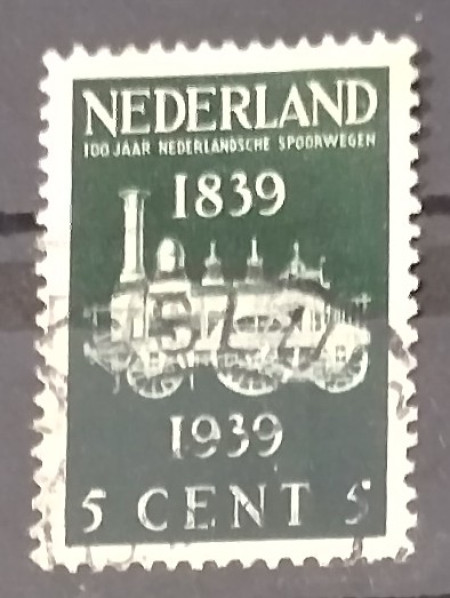 NEDERLAND
100 JAAR NEDERLANDSCHE SPOORWEGEN
1839
1939
5 CENT 5